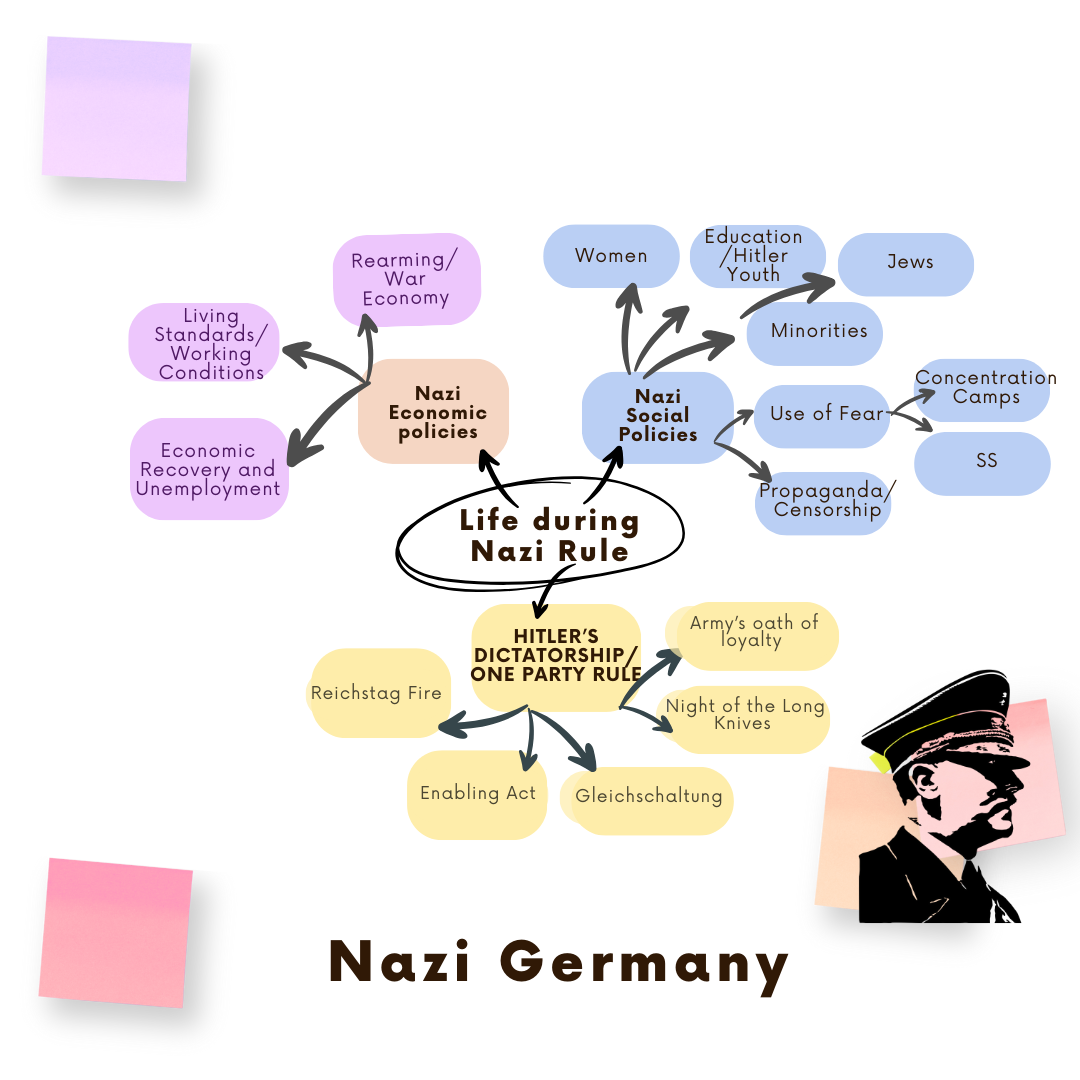 Women
Education
/Hitler
Youth
Jews
Minorities
Rearming/
War
Economy
Living
Standards/
Working
Conditions
Economic
Recovery and
Unemployment
Nazi
Economic
policies
Nazi
Social
Policies
Use of Fear
Concentration
Camps
SS
Propaganda/
Censorship
Life during
Nazi Rule
HITLER'S
DICTATORSHIP/
ONE PARTY RULE
Army's oath of
loyalty
Reichstag Fire
Night of the Long
Knives
Enabling Act
Gleichschaltung
Nazi Germany